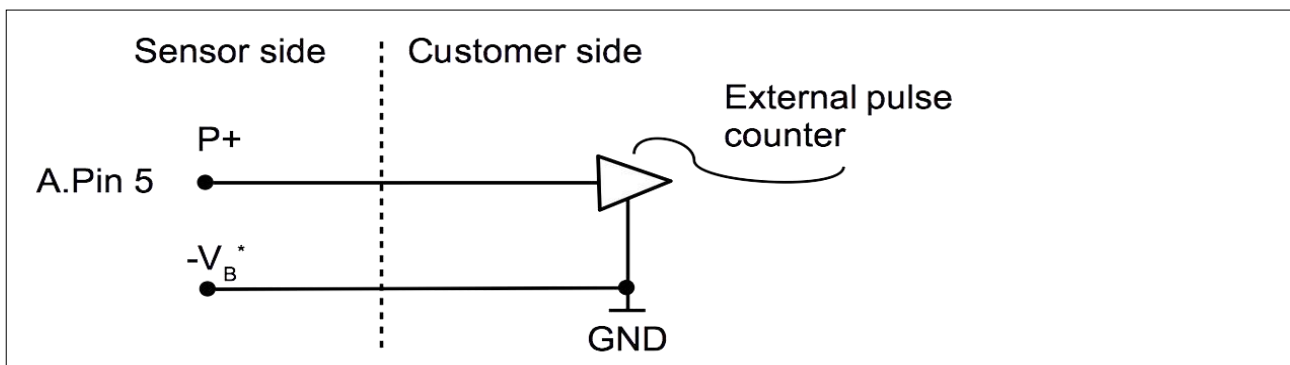 Sensor side
Customer side
External pulse
counter
P+
A.Pin 5
-V_B*
GND